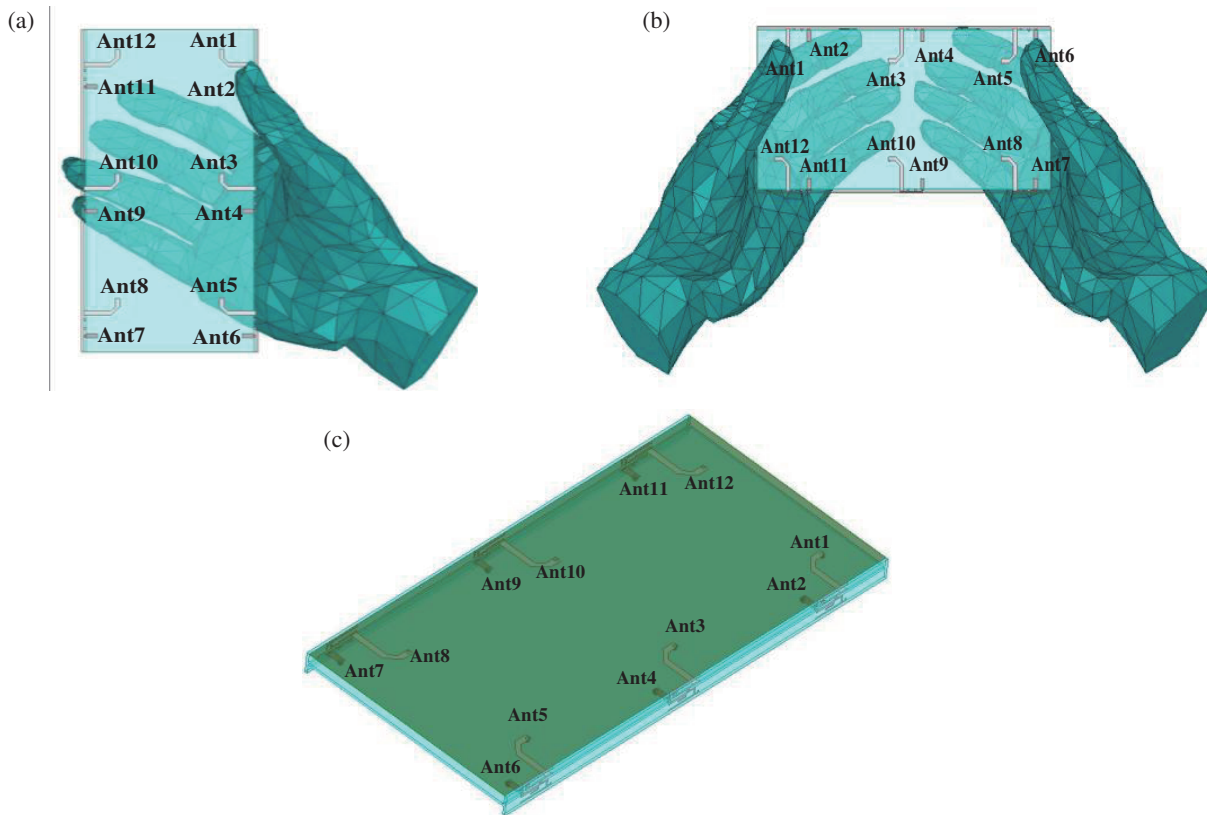 (a)
Ant12 Ant1
Ant11 Ant2
Ant10 Ant3
Ant9 Ant4
Ant8 Ant5
Ant7 Ant6
(b)
Ant2 Ant4 Ant6
Ant1 Ant3 Ant5
Ant12 Ant10 Ant8
Ant11 Ant9 Ant7
(c)
Ant11 Ant12
Ant1
Ant9 Ant10 Ant2
Ant3
Ant7 Ant8 Ant4
Ant5
Ant6